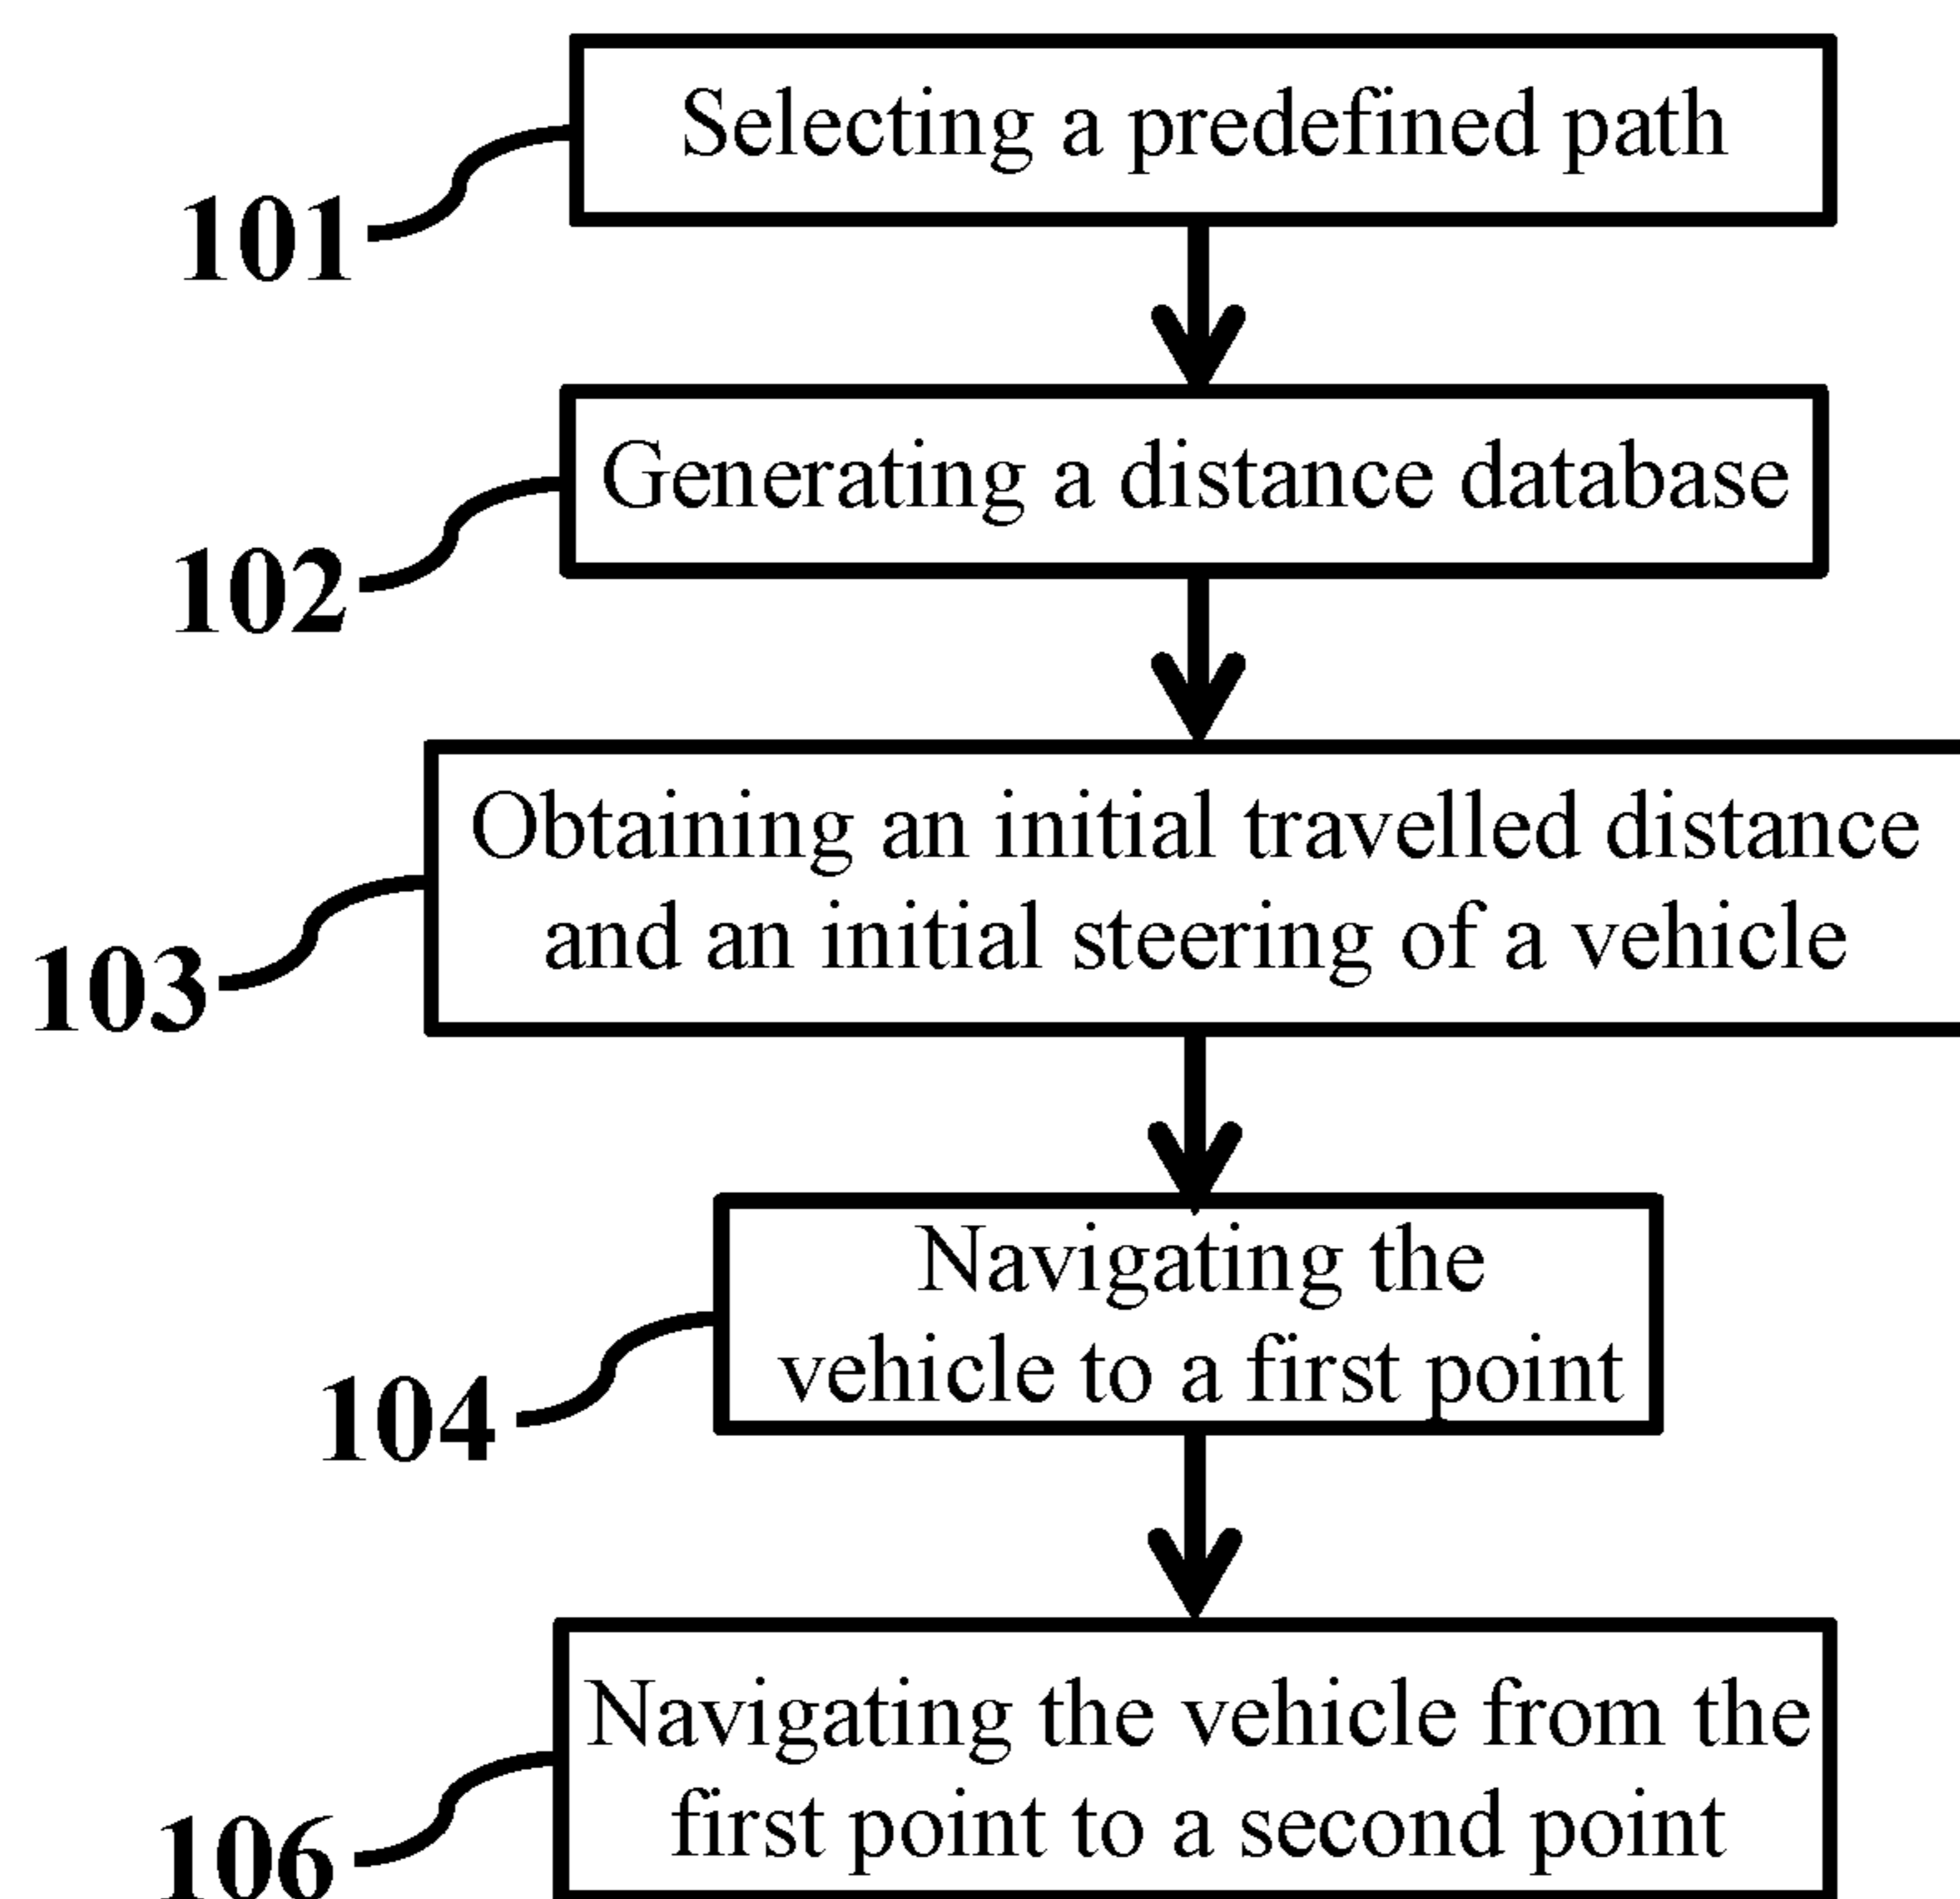 Selecting a predefined path
101
Generating a distance database
102
Obtaining an initial travelled distance
and an initial steering of a vehicle
103
Navigating the
vehicle to a first point
104
Navigating the vehicle from the
first point to a second point
106